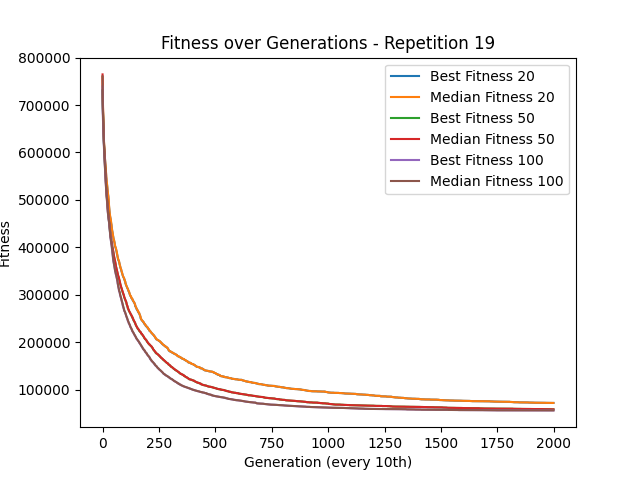 Fitness over Generations - Repetition 19
800000
700000
600000
500000
400000
300000
200000
100000
Fitness
Best Fitness 20
Median Fitness 20
Best Fitness 50
Median Fitness 50
Best Fitness 100
Median Fitness 100
0 250 500 750 1000 1250 1500 1750 2000
Generation (every 10th)